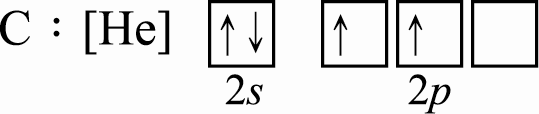 C : [He] ↑↓ ↑ ↑
2s 2p